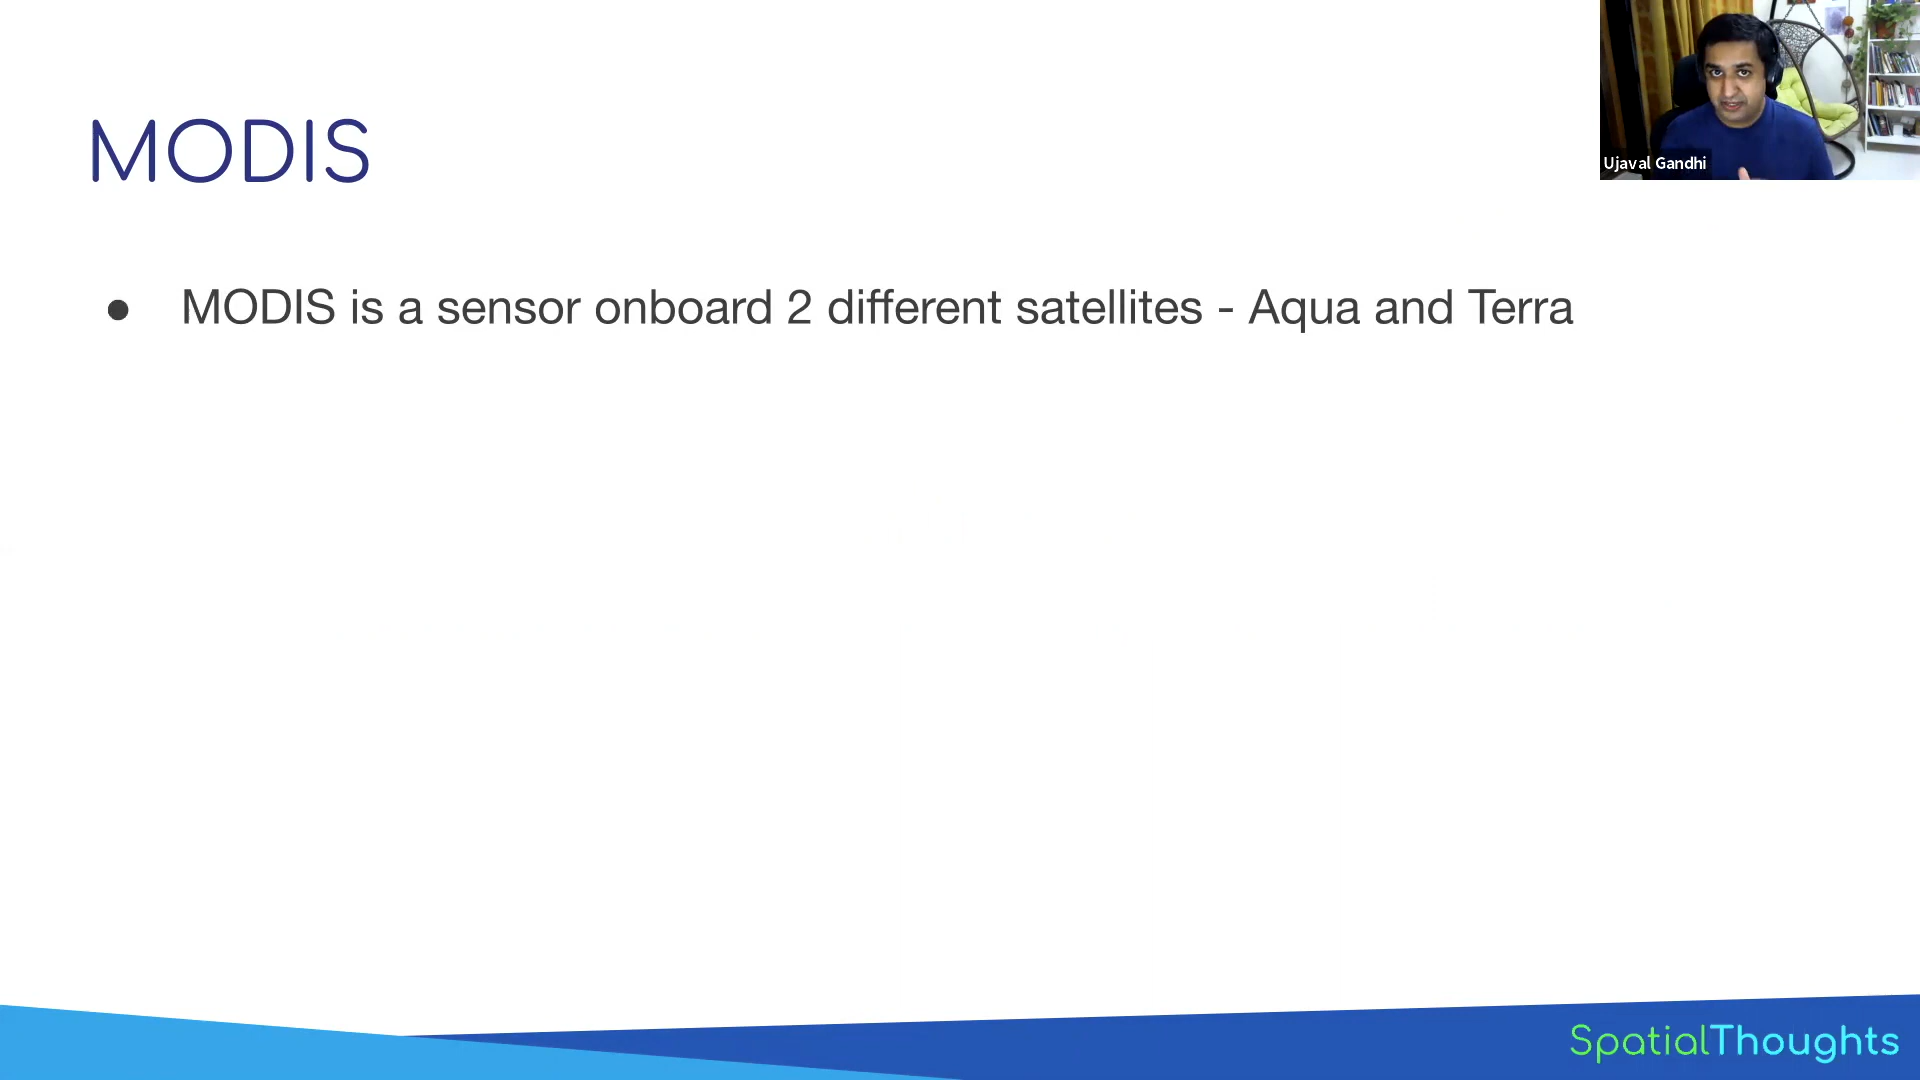 MODIS
Ujaval Gandhi
● MODIS is a sensor onboard 2 different satellites - Aqua and Terra
SpatialThoughts